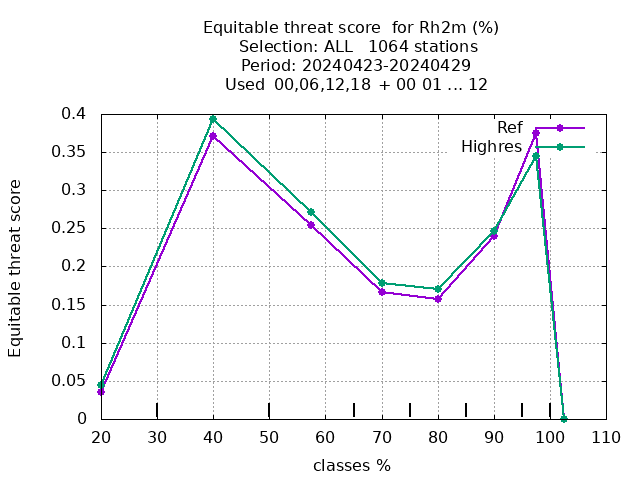 Equitable threat score  for Rh2m (%)
Selection: ALL   1064 stations
Period: 20240423-20240429
Used  00,06,12,18 + 00 01 ... 12
Equitable threat score
0.4
0.35
0.3
0.25
0.2
0.15
0.1
0.05
0
Ref
Highres
20 30 40 50 60 70 80 90 100 110
classes %